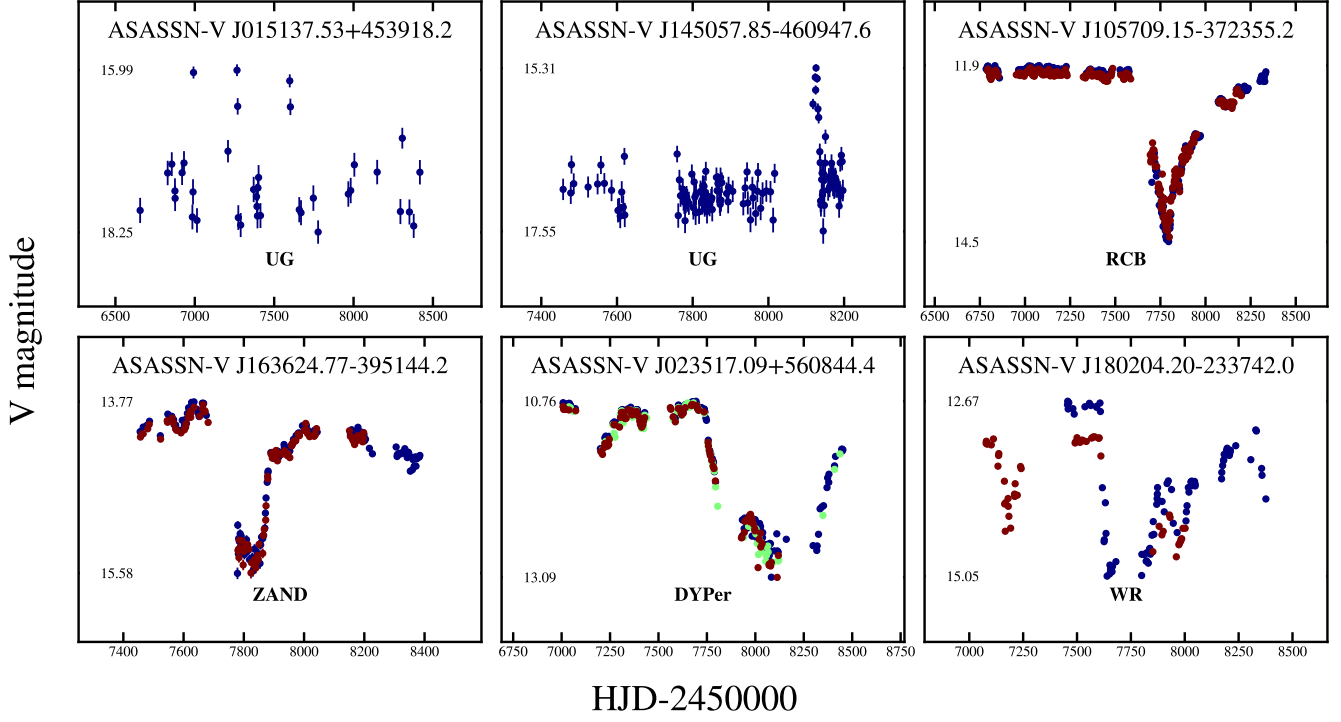 ASASSN-V J015137.53+453918.2
15.99
18.25
UG
6500 7000 7500 8000 8500
ASASSN-V J145057.85-460947.6
15.31
17.55
UG
7400 7600 7800 8000 8200
ASASSN-V J105709.15-372355.2
11.9
14.5
RCB
6500 6750 7000 7250 7500 7750 8000 8250 8500
V magnitude
ASASSN-V J163624.77-395144.2
13.77
15.58
ZAND
7400 7600 7800 8000 8200 8400
ASASSN-V J023517.09+560844.4
10.76
13.09
DYPer
6750 7000 7250 7500 7750 8000 8250 8500 8750
ASASSN-V J180204.20-233742.0
12.67
15.05
WR
7000 7250 7500 7750 8000 8250 8500
HJD-2450000